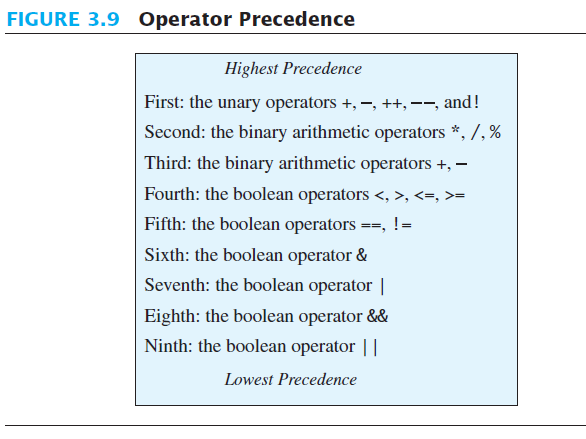 FIGURE 3.9 Operator Precedence
Highest Precedence
First: the unary operators +, −, ++, −−, and!
Second: the binary arithmetic operators *, /, %
Third: the binary arithmetic operators +, −
Fourth: the boolean operators <, >, <=, >=
Fifth: the boolean operators ==, !=
Sixth: the boolean operator &
Seventh: the boolean operator |
Eighth: the boolean operator &&
Ninth: the boolean operator ||
Lowest Precedence